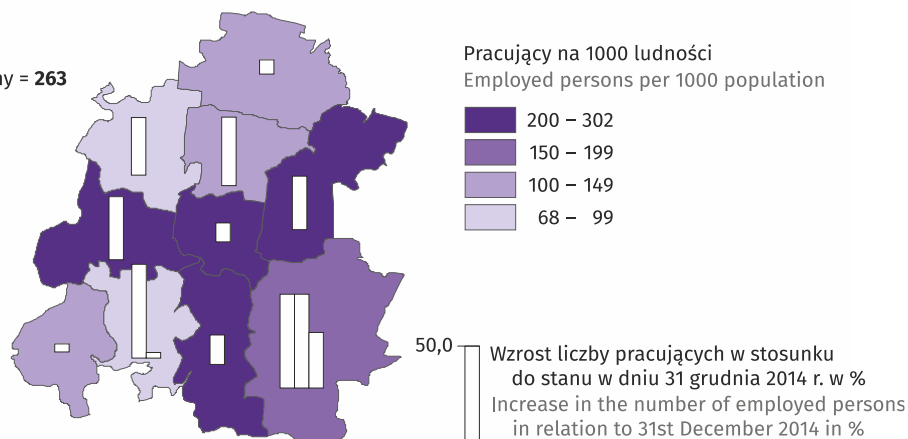 ny = 263
Pracujący na 1000 ludności
Employed persons per 1000 population
200 – 302
150 – 199
100 – 149
68 – 99
50,0
Wzrost liczby pracujących w stosunku
do stanu w dniu 31 grudnia 2014 r. w %
Increase in the number of employed persons
in relation to 31st December 2014 in %